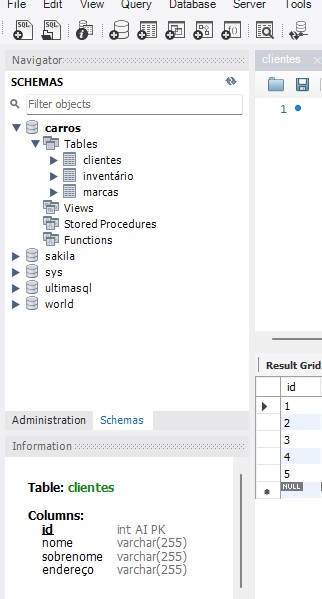 File Edit View Query Database Server Tools
SQL SQL
Navigator
SCHEMAS
Filter objects
carros
Tables
clientes
inventário
marcas
Views
Stored Procedures
Functions
sakila
sys
ultimasql
world
Administration Schemas
Information
Table: clientes
Columns:
id int AI PK
nome varchar(255)
sobrenome varchar(255)
endereço varchar(255)
clientes
1
Result Grid
id
1
2
3
4
5
NULL